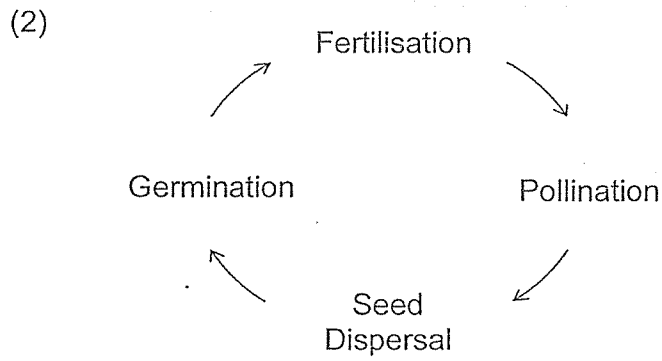 (2)
Fertilisation
Germination
Pollination
Seed
Dispersal